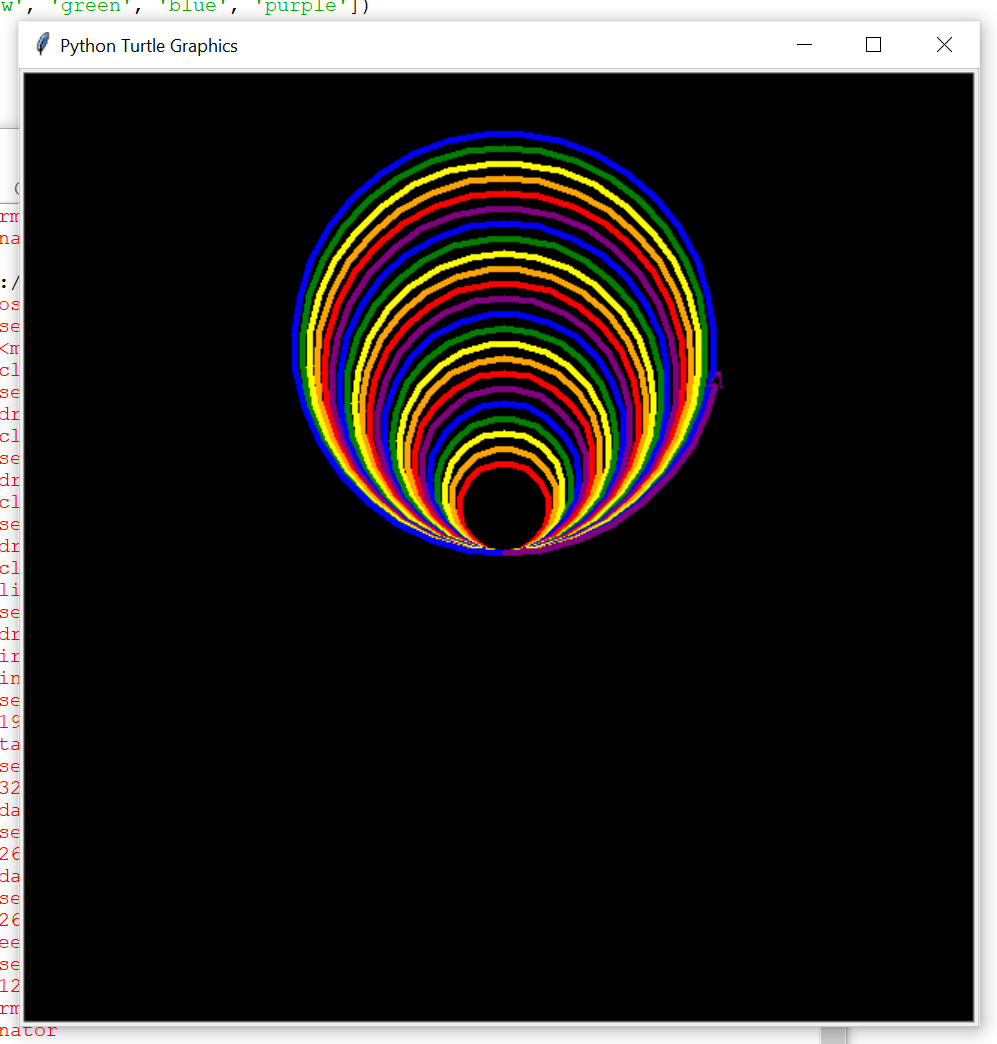 w', 'green', 'blue', 'purple'])
Python Turtle Graphics
rm
na
:/
os
se
<m
cl
se
dr
cl
se
dr
cl
se
dr
cl
li
se
dr
ir
in
se
19
ta
se
32
da
se
26
da
se
26
ee
se
12
rm
nator